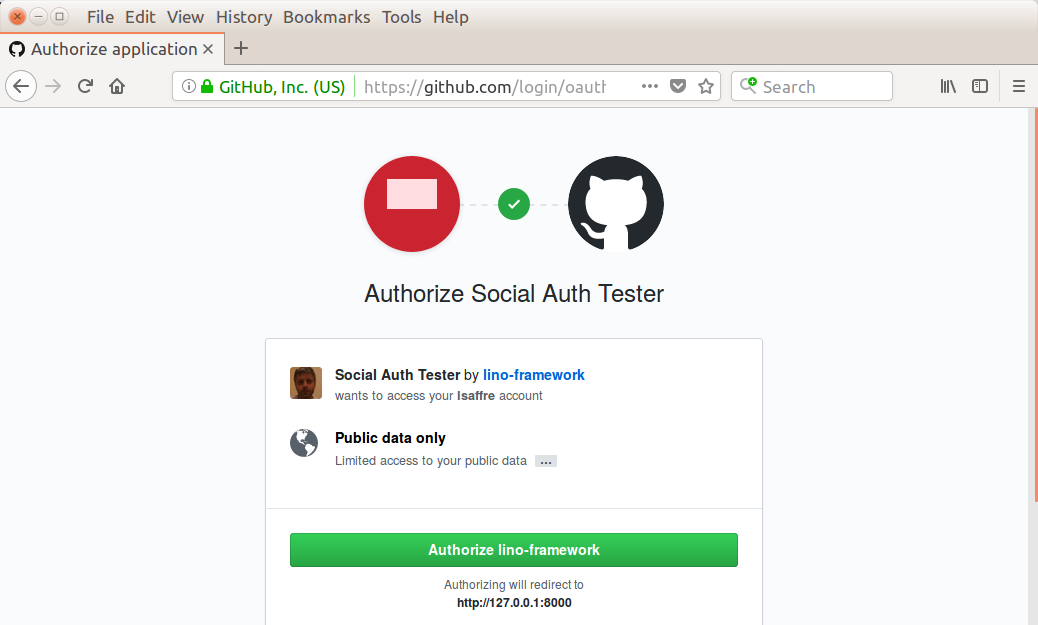 File Edit View History Bookmarks Tools Help
Authorize application
GitHub, Inc. (US) https://github.com/login/oauth
Search
Authorize Social Auth Tester
Social Auth Tester by lino-framework
wants to access your lsaffre account
Public data only
Limited access to your public data ...
Authorize lino-framework
Authorizing will redirect to
http://127.0.0.1:8000